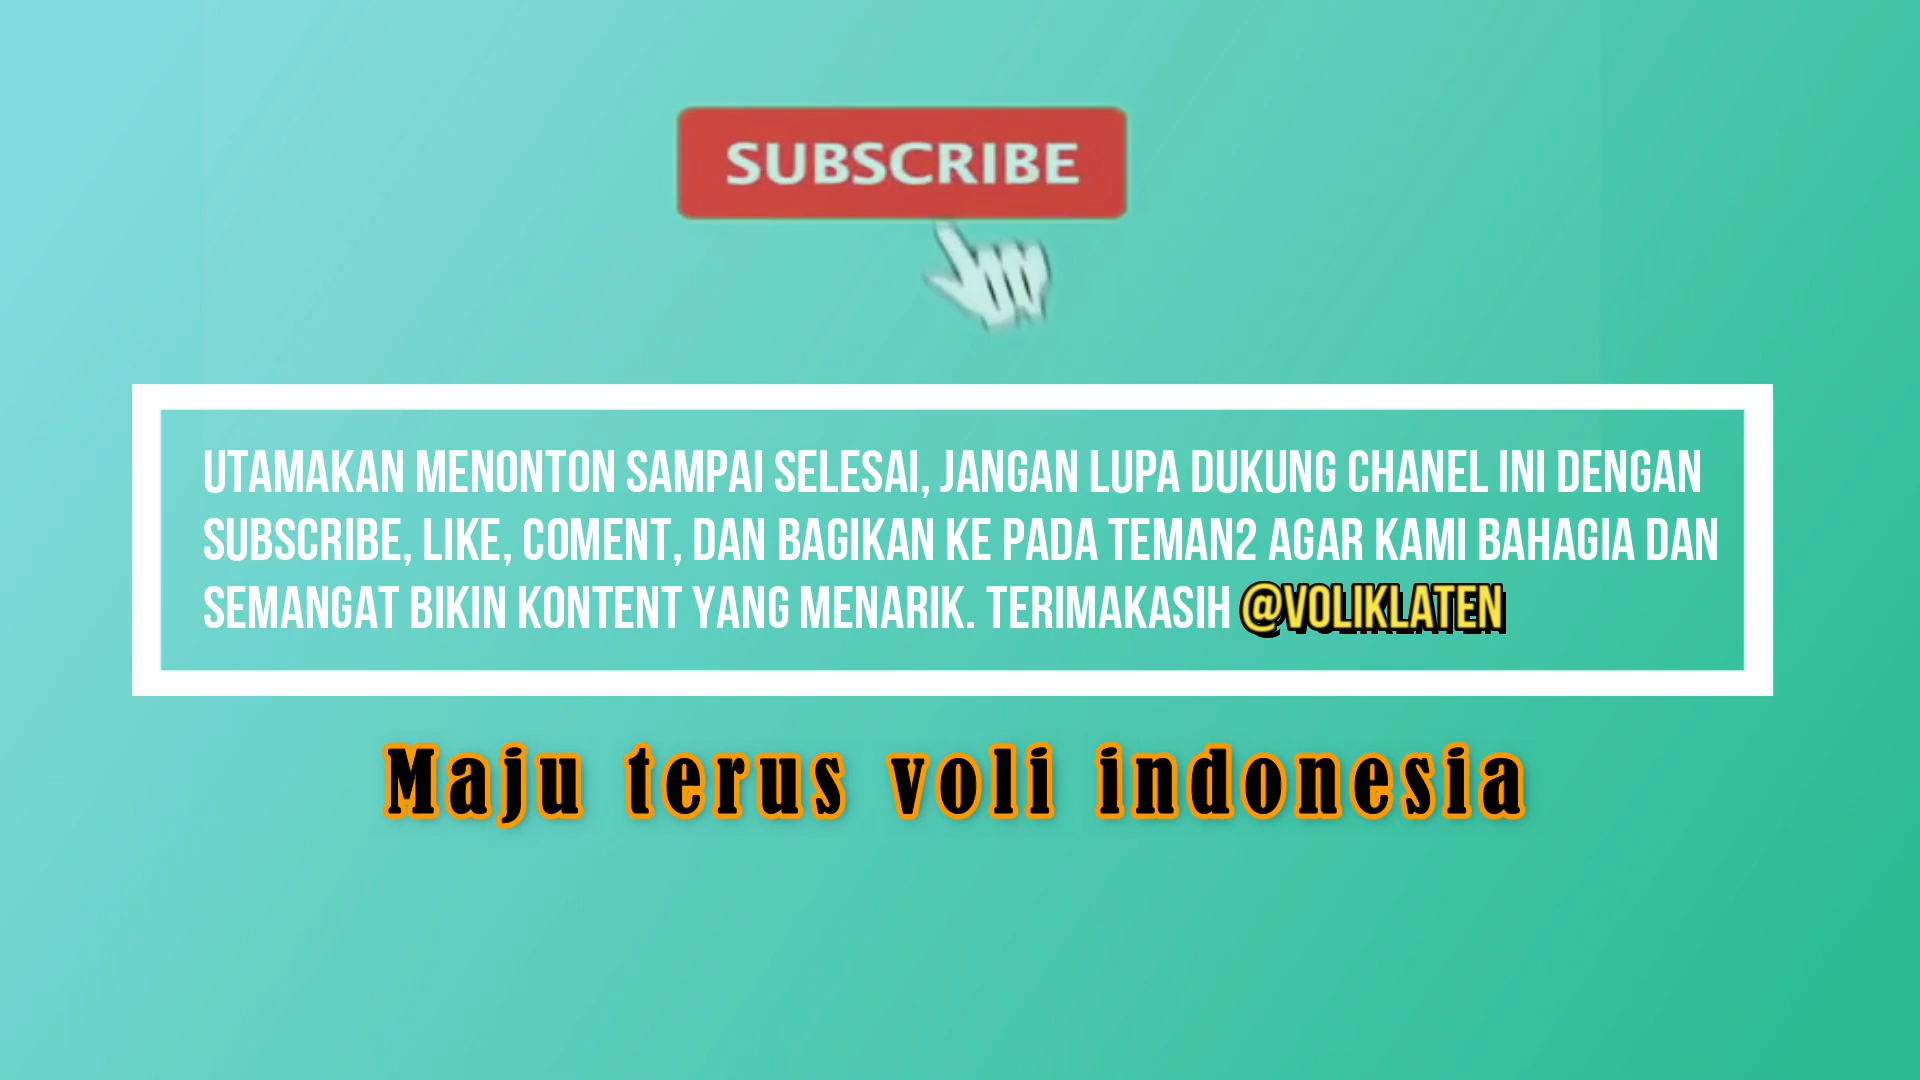 SUBSCRIBE
UTAMAKAN MENONTON SAMPAI SELESAI, JANGAN LUPA DUKUNG CHANEL INI DENGAN
SUBSCRIBE, LIKE, COMENT, DAN BAGIKAN KE PADA TEMAN2 AGAR KAMI BAHAGIA DAN
SEMANGAT BIKIN KONTENT YANG MENARIK. TERIMAKASIH @VOLIKLATEN
Maju terus voli indonesia